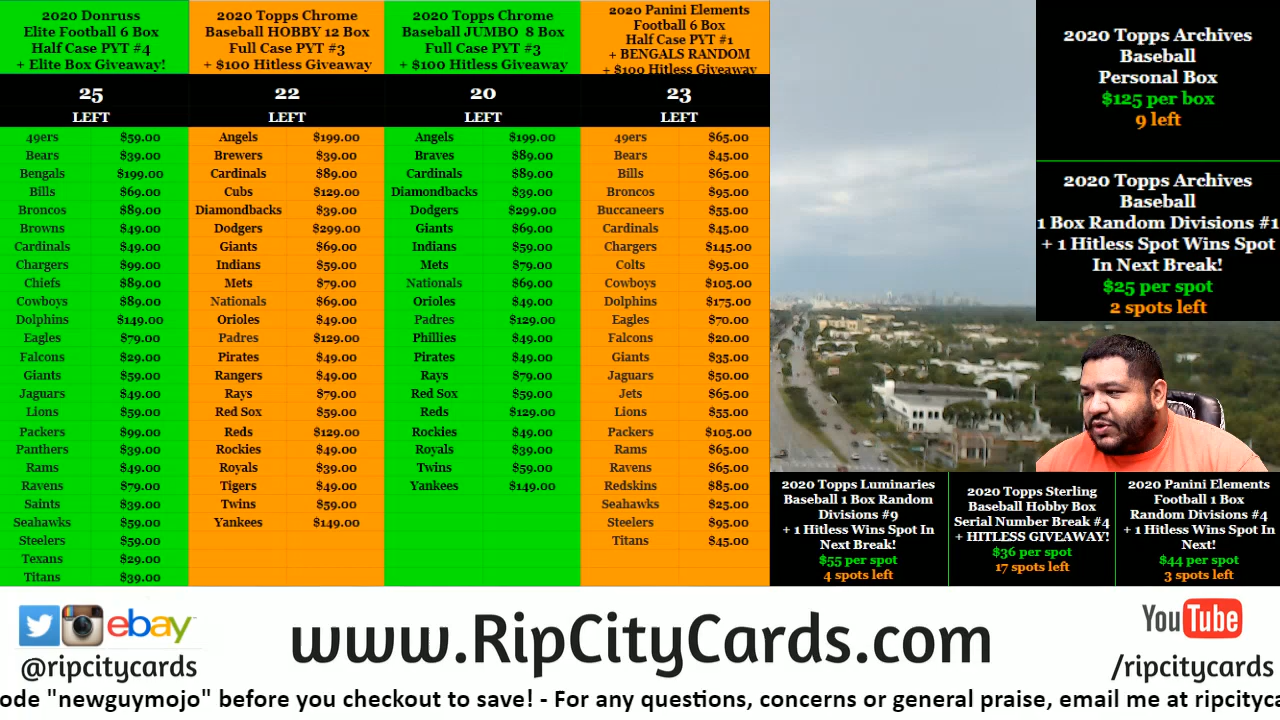 2020 Donruss
Elite Football 6 Box
Half Case PYT #4
+ Elite Box Giveaway!
25
LEFT
49ers $59.00
Bears $39.00
Bengals $199.00
Bills $69.00
Broncos $89.00
Browns $49.00
Cardinals $49.00
Chargers $99.00
Chiefs $89.00
Cowboys $89.00
Dolphins $149.00
Eagles $79.00
Falcons $29.00
Giants $59.00
Jaguars $49.00
Lions $59.00
Packers $99.00
Panthers $39.00
Rams $49.00
Ravens $79.00
Saints $39.00
Seahawks $59.00
Steelers $59.00
Texans $29.00
Titans $39.00
2020 Topps Chrome
Baseball HOBBY 12 Box
Full Case PYT #3
+ $100 Hitless Giveaway
22
LEFT
Angels $199.00
Brewers $39.00
Cardinals $89.00
Cubs $129.00
Diamondbacks $39.00
Dodgers $299.00
Giants $69.00
Indians $59.00
Mets $79.00
Nationals $69.00
Orioles $49.00
Padres $129.00
Pirates $49.00
Rangers $49.00
Rays $79.00
Red Sox $59.00
Reds $129.00
Rockies $49.00
Royals $39.00
Tigers $49.00
Twins $59.00
Yankees $149.00
2020 Topps Chrome
Baseball JUMBO 8 Box
Full Case PYT #3
+ $100 Hitless Giveaway
20
LEFT
Angels $199.00
Braves $89.00
Cardinals $89.00
Diamondbacks $39.00
Dodgers $299.00
Giants $69.00
Indians $59.00
Mets $79.00
Nationals $69.00
Orioles $49.00
Padres $129.00
Phillies $49.00
Pirates $49.00
Rays $79.00
Red Sox $59.00
Reds $129.00
Rockies $49.00
Royals $39.00
Twins $59.00
Yankees $149.00
2020 Panini Elements
Football 6 Box
Half Case PYT #1
+ BENGALS RANDOM
+ $100 Hitless Giveaway
23
LEFT
49ers $65.00
Bears $45.00
Bills $65.00
Broncos $95.00
Buccaneers $55.00
Cardinals $45.00
Chargers $145.00
Colts $95.00
Cowboys $105.00
Dolphins $175.00
Eagles $70.00
Falcons $20.00
Giants $35.00
Jaguars $50.00
Jets $65.00
Lions $55.00
Packers $105.00
Rams $65.00
Ravens $65.00
Redskins $85.00
Seahawks $25.00
Steelers $95.00
Titans $45.00
2020 Topps Archives
Baseball
Personal Box
$125 per box
9 left
2020 Topps Archives
Baseball
1 Box Random Divisions #1
+ 1 Hitless Spot Wins Spot
In Next Break!
$25 per spot
2 spots left
2020 Topps Luminaries
Baseball 1 Box Random
Divisions #9
+ 1 Hitless Wins Spot In
Next Break!
$55 per spot
4 spots left
2020 Topps Sterling
Baseball Hobby Box
Serial Number Break #4
+ HITLESS GIVEAWAY!
$36 per spot
17 spots left
2020 Panini Elements
Football 1 Box
Random Divisions #4
+ 1 Hitless Wins Spot In
Next!
$44 per spot
3 spots left
ebay
@ripcitycards
www.RipCityCards.com
YouTube
/ripcitycards
ode "newguymojo" before you checkout to save! - For any questions, concerns or general praise, email me at ripcityca